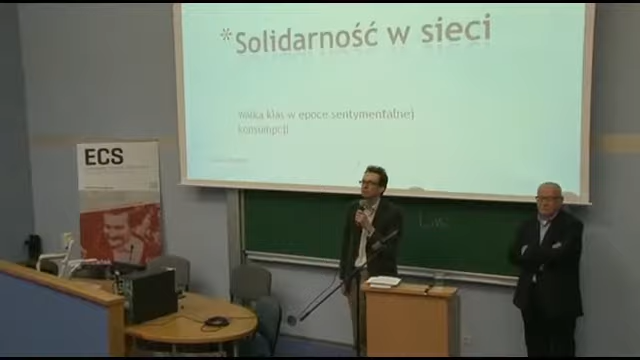 *Solidarność w sieci
walka klas w epoce sentymentalnej
konsumpcji
ECS